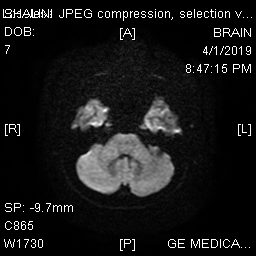 SHALINI JPEG compression, selection v...
DOB: [A] BRAIN
7 4/1/2019
8:47:15 PM
[R] [L]
SP: -9.7mm
C865
W1730 [P] GE MEDICA...